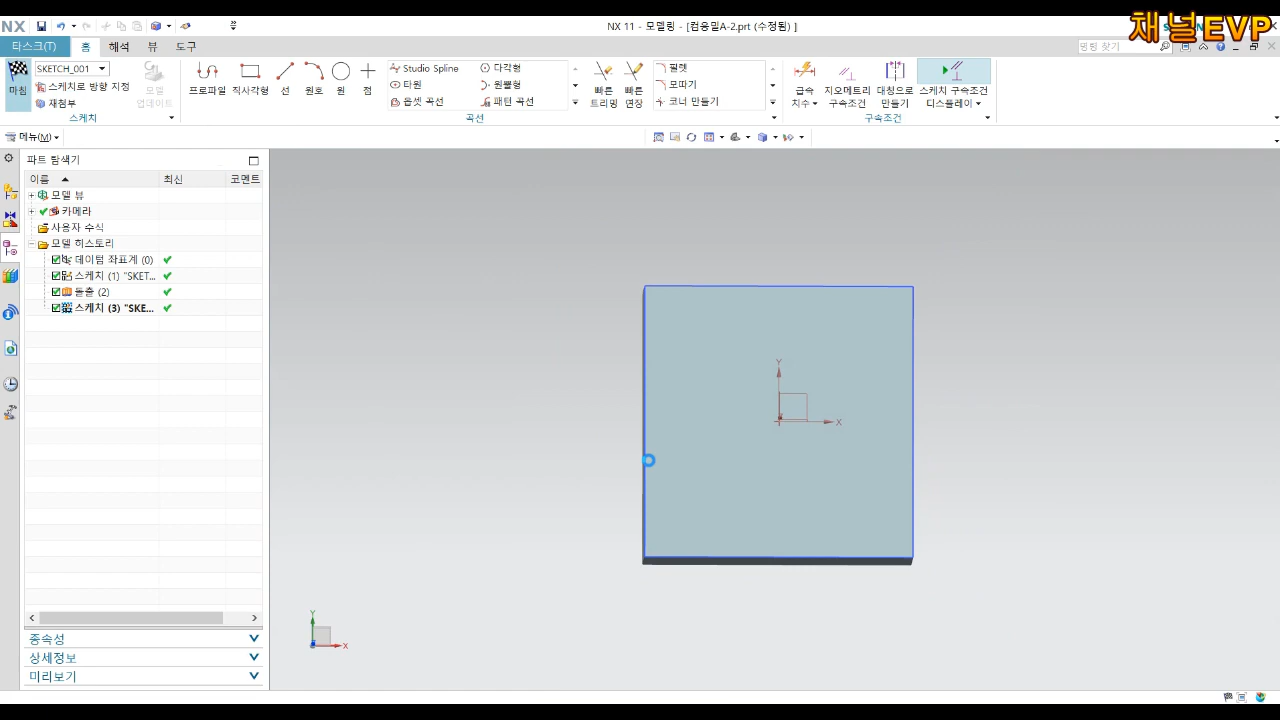 NX
NX 11 - 모델링 - [컴응밀A-2.prt (수정됨) ]
채널EVP
타스크(T)
홈
해석
뷰
도구
명령 찾기
마침
SKETCH_001
스케치로 방향 지정
재첨부
모델
업데이트
스케치
프로파일
직사각형
선
원호
원
점
Studio Spline
타원
옵셋 곡선
다각형
원뿔형
패턴 곡선
빠른
트리밍
빠른
연장
필렛
모따기
코너 만들기
곡선
급속
치수
지오메트리
구속조건
대칭으로
만들기
스케치 구속조건
디스플레이
구속조건
메뉴(M)
파트 탐색기
이름
최신
코멘트
모델 뷰
카메라
사용자 수식
모델 히스토리
데이텀 좌표계 (0)
스케치 (1) "SKET...
돌출 (2)
스케치 (3) "SKE...
종속성
상세정보
미리보기
Y
X
Y
X